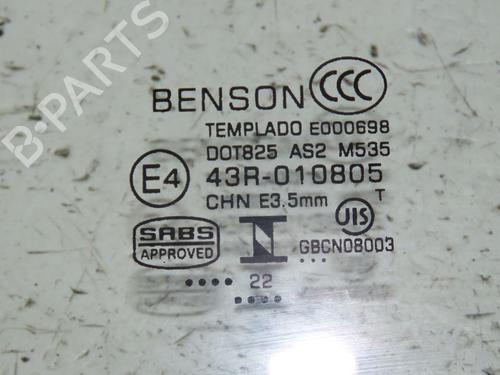 B-PARTS
BENSON CCC
TEMPLADO E000698
DOT825 AS2 M535
E4 43R-010805
CHN E3.5mm T
SABS JIS
APPROVED N GBCN08003
•••• 22 •••
••••